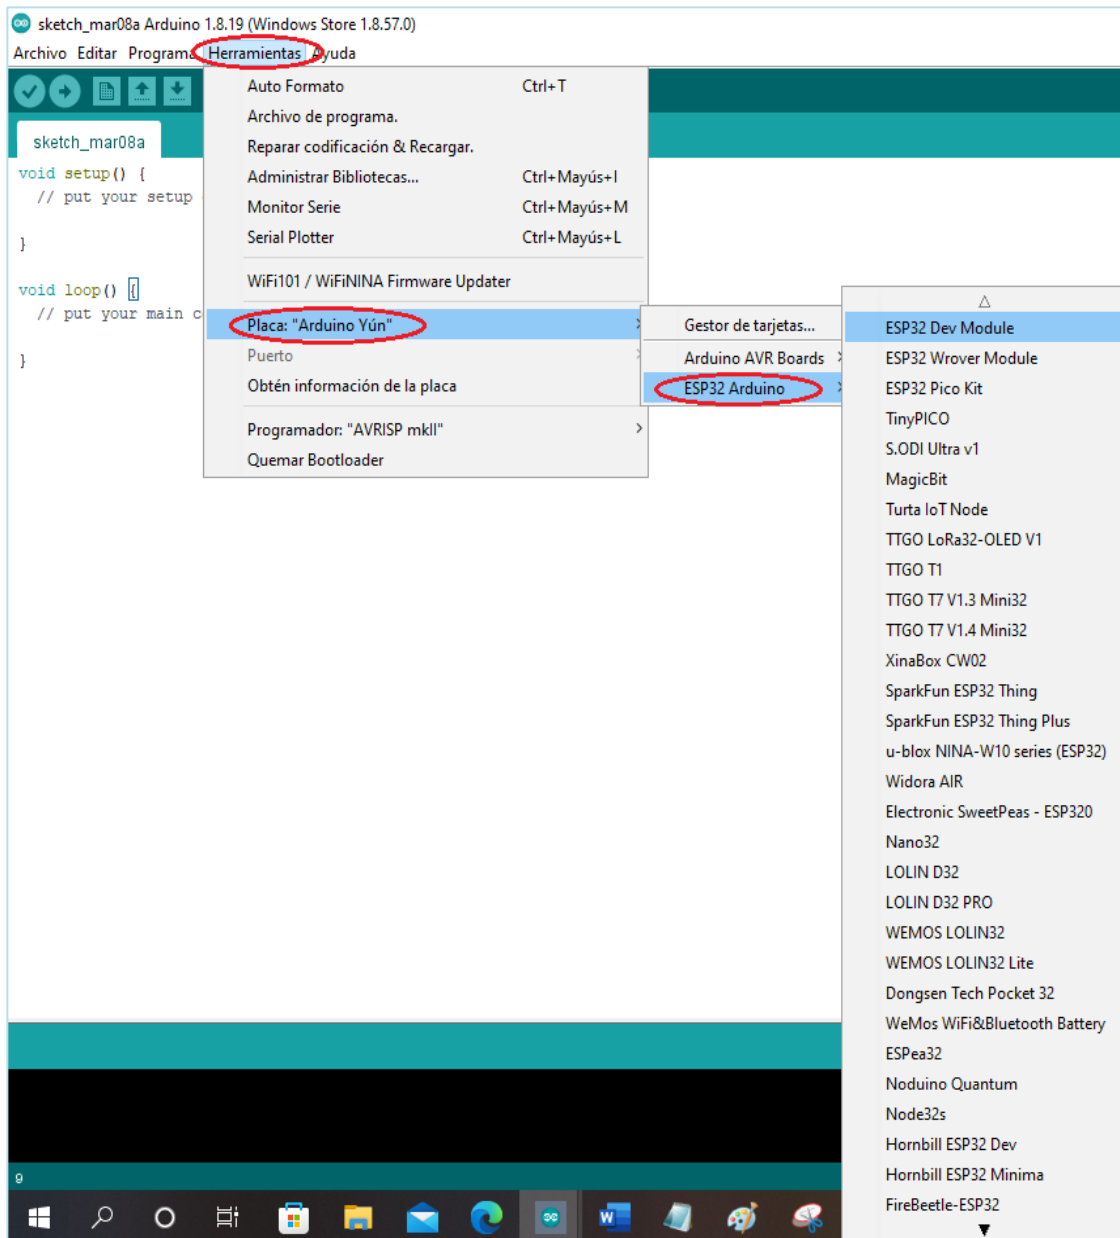 sketch_mar08a Arduino 1.8.19 (Windows Store 1.8.57.0)
Archivo Editar Programa Herramientas Ayuda
sketch_mar08a
void setup() {
// put your setup
}
void loop() {
// put your main c
}
Auto Formato Ctrl+T
Archivo de programa.
Reparar codificación & Recargar.
Administrar Bibliotecas... Ctrl+Mayús+I
Monitor Serie Ctrl+Mayús+M
Serial Plotter Ctrl+Mayús+L
WiFi101 / WiFiNINA Firmware Updater
Placa: "Arduino Yún"
Puerto
Obtén información de la placa
Programador: "AVRISP mkII"
Quemar Bootloader
Gestor de tarjetas...
Arduino AVR Boards
ESP32 Arduino
ESP32 Dev Module
ESP32 Wrover Module
ESP32 Pico Kit
TinyPICO
S.ODI Ultra v1
MagicBit
Turta IoT Node
TTGO LoRa32-OLED V1
TTGO T1
TTGO T7 V1.3 Mini32
TTGO T7 V1.4 Mini32
XinaBox CW02
SparkFun ESP32 Thing
SparkFun ESP32 Thing Plus
u-blox NINA-W10 series (ESP32)
Widora AIR
Electronic SweetPeas - ESP320
Nano32
LOLIN D32
LOLIN D32 PRO
WEMOS LOLIN32
WEMOS LOLIN32 Lite
Dongsen Tech Pocket 32
WeMos WiFi&Bluetooth Battery
ESPea32
Noduino Quantum
Node32s
Hornbill ESP32 Dev
Hornbill ESP32 Minima
FireBeetle-ESP32
9
W